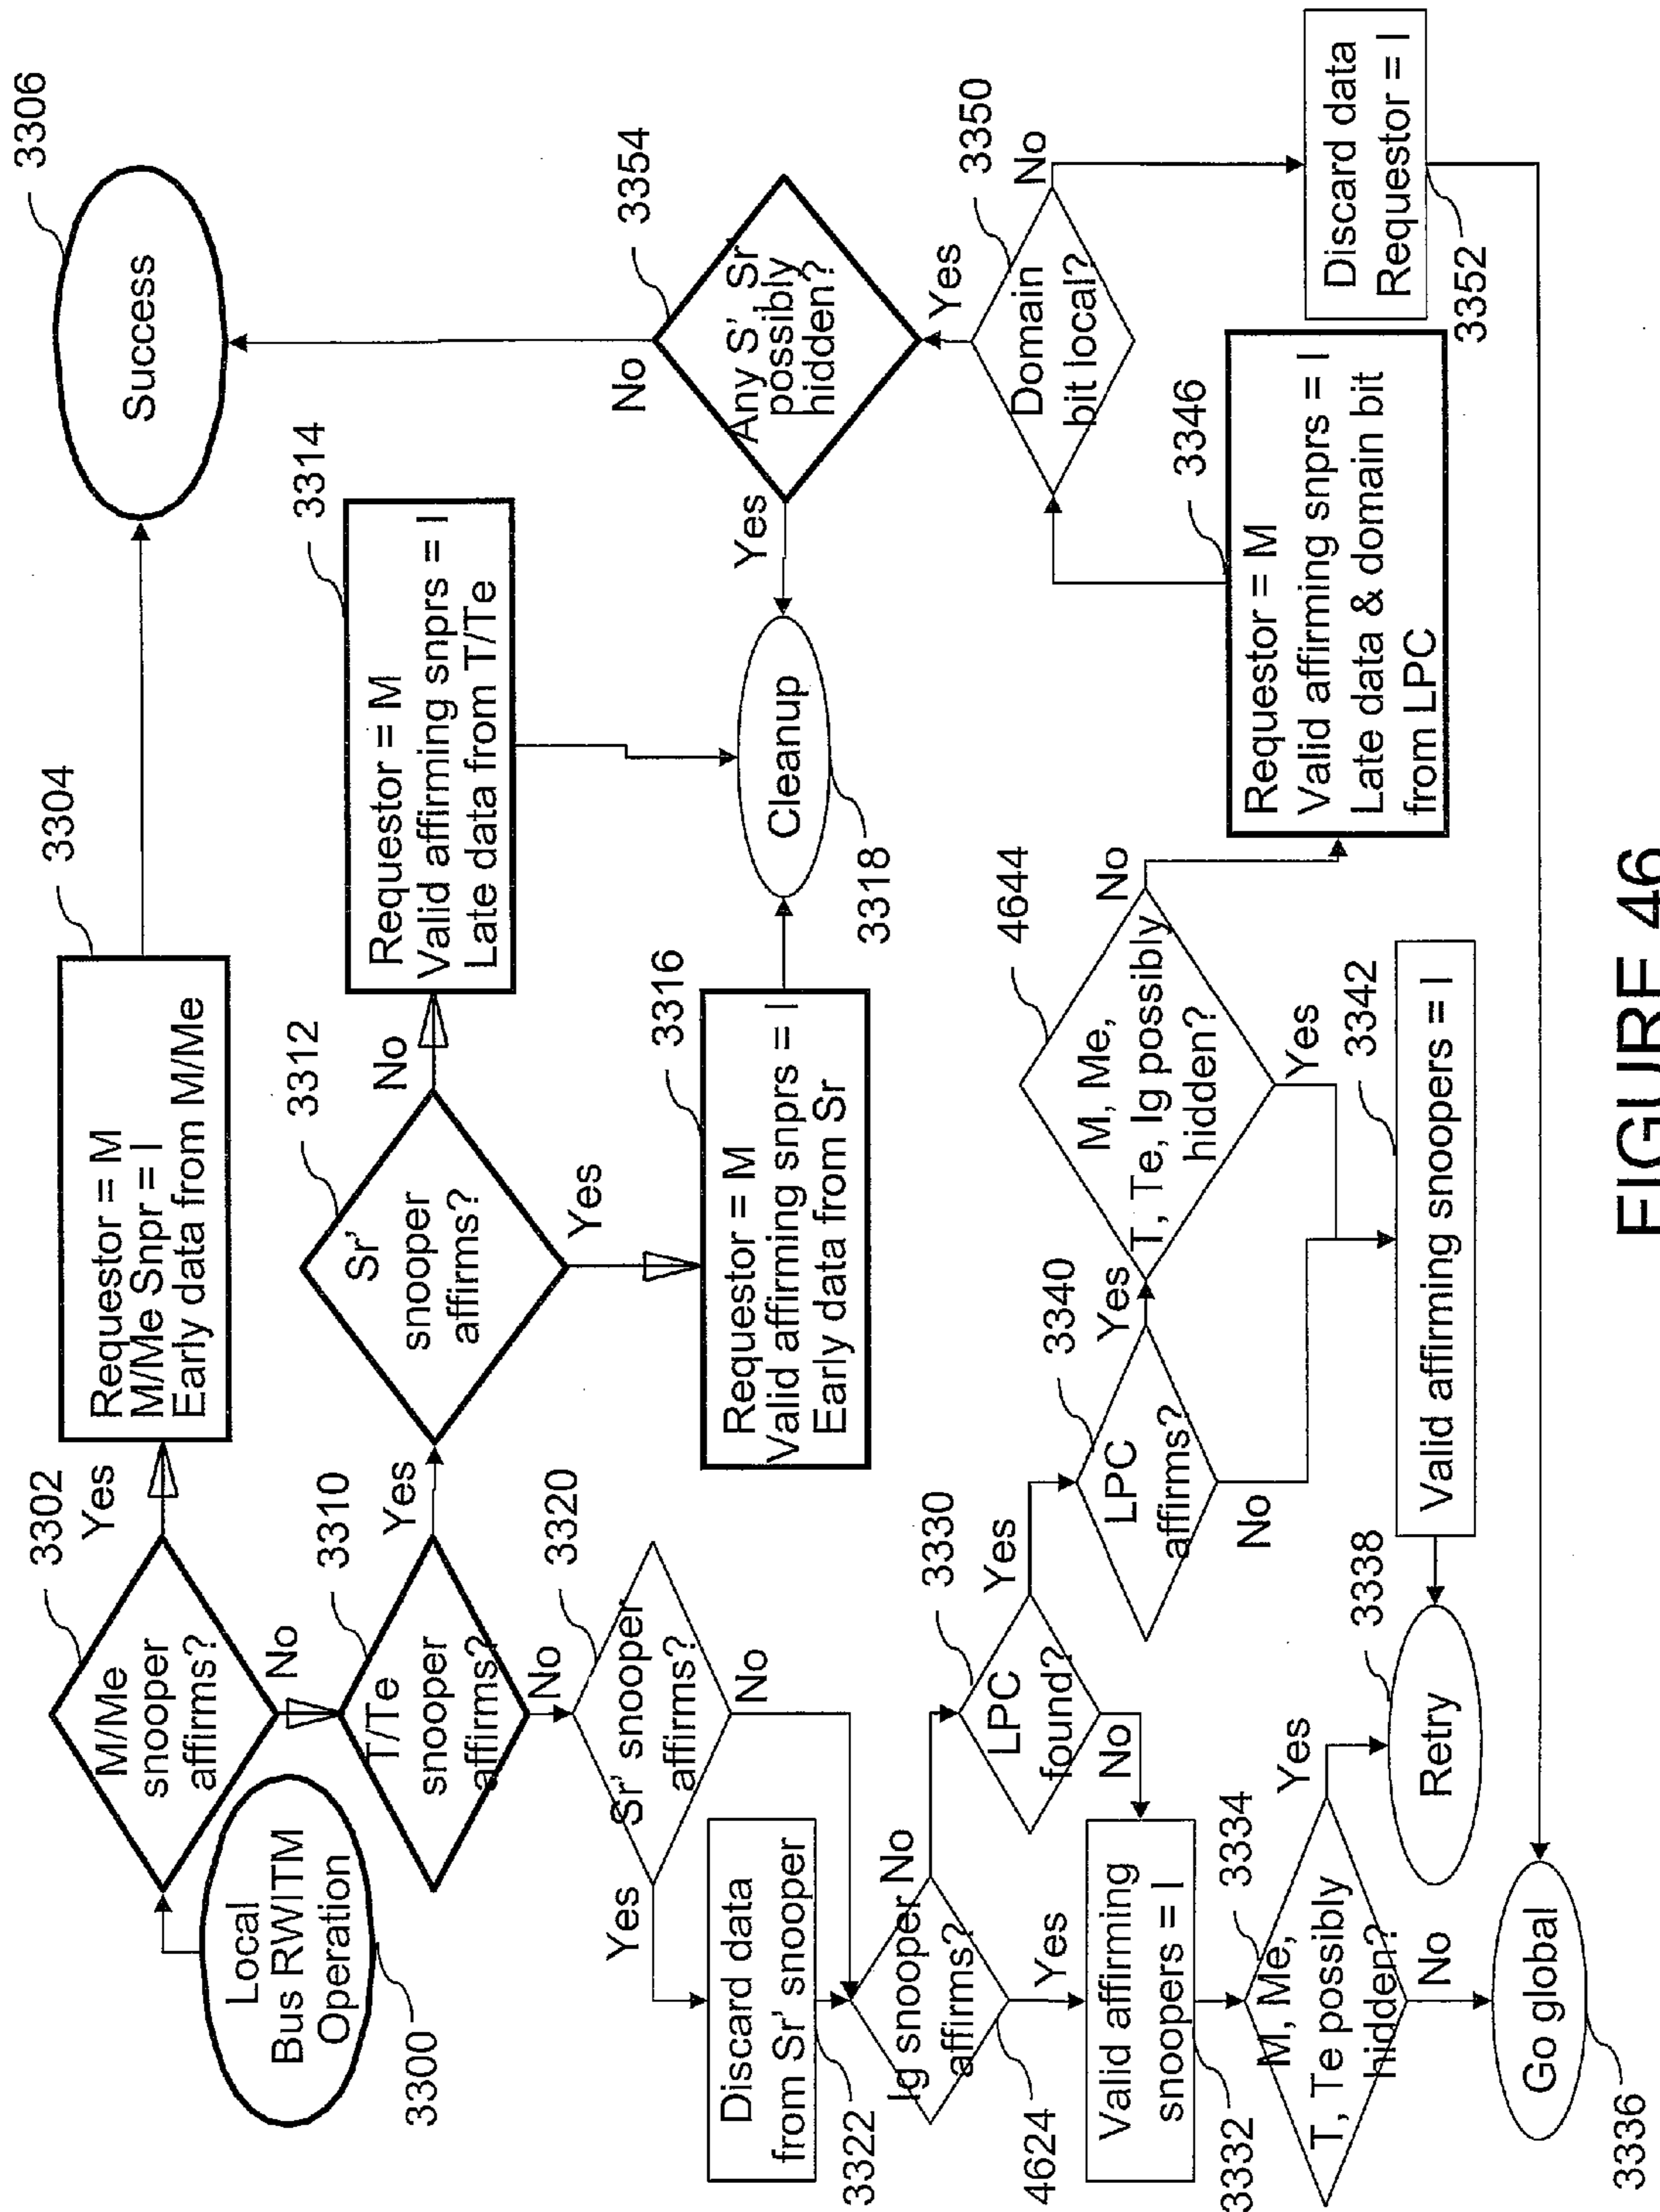 Local
Bus RWITM
Operation
3300
M/Me
snooper
affirms?
3302
Yes
No
Requestor = M
M/Me Snpr = I
Early data from M/Me
3304
Success
3306
T/Te
snooper
affirms?
3310
Yes
No
Sr'
snooper
affirms?
3312
No
Yes
Requestor = M
Valid affirming snprs = I
Late data from T/Te
3314
Requestor = M
Valid affirming snprs = I
Early data from Sr
3316
Cleanup
3318
Any S' Sr'
possibly
hidden?
3354
No
Yes
Sr' snooper
affirms?
3320
Yes
No
Discard data
from Sr' snooper
3322
Ig snooper
affirms?
4624
No
Yes
LPC
found?
3330
Yes
No
LPC
affirms?
3340
Yes
No
M, Me,
T, Te, Ig possibly
hidden?
4644
No
Yes
Requestor = M
Valid affirming snprs = I
Late data & domain bit
from LPC
3346
Domain
bit local?
3350
Yes
No
Discard data
Requestor = I
3352
Valid affirming
snoopers = I
3332
M, Me,
T, Te possibly
hidden?
3334
Yes
No
Valid affirming snoopers = I
3342
Retry
3338
Go global
3336
FIGURE 46